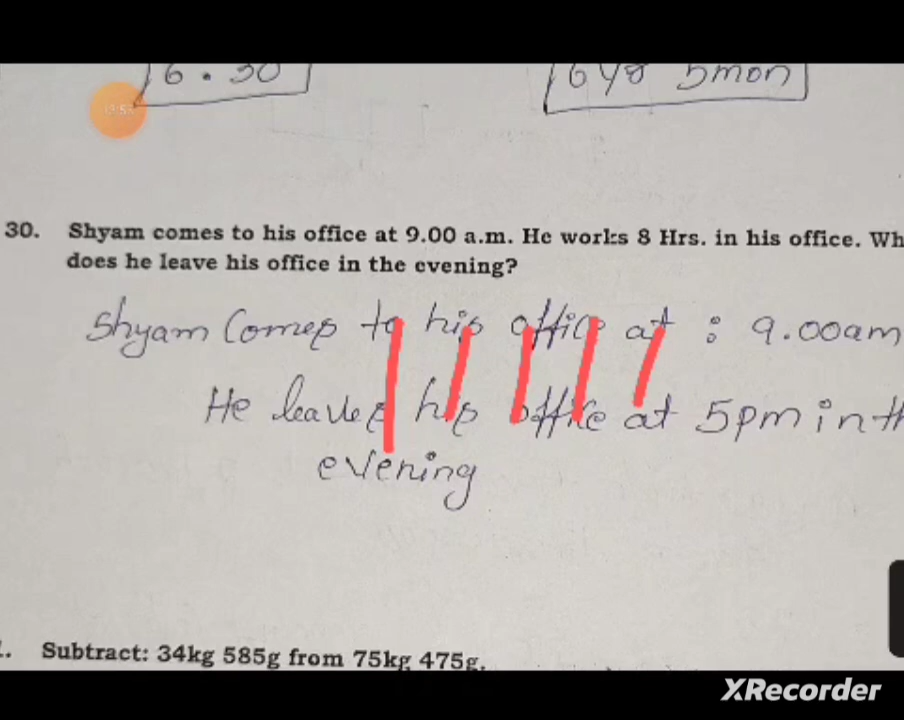 6.30
6 yrs 5mon
30. Shyam comes to his office at 9.00 a.m. He works 8 Hrs. in his office. Wh
does he leave his office in the evening?
Shyam Comes to his office at : 9.00am
He leaves his office at 5pm in th
evening
Subtract: 34kg 585g from 75kg 475g.
XRecorder